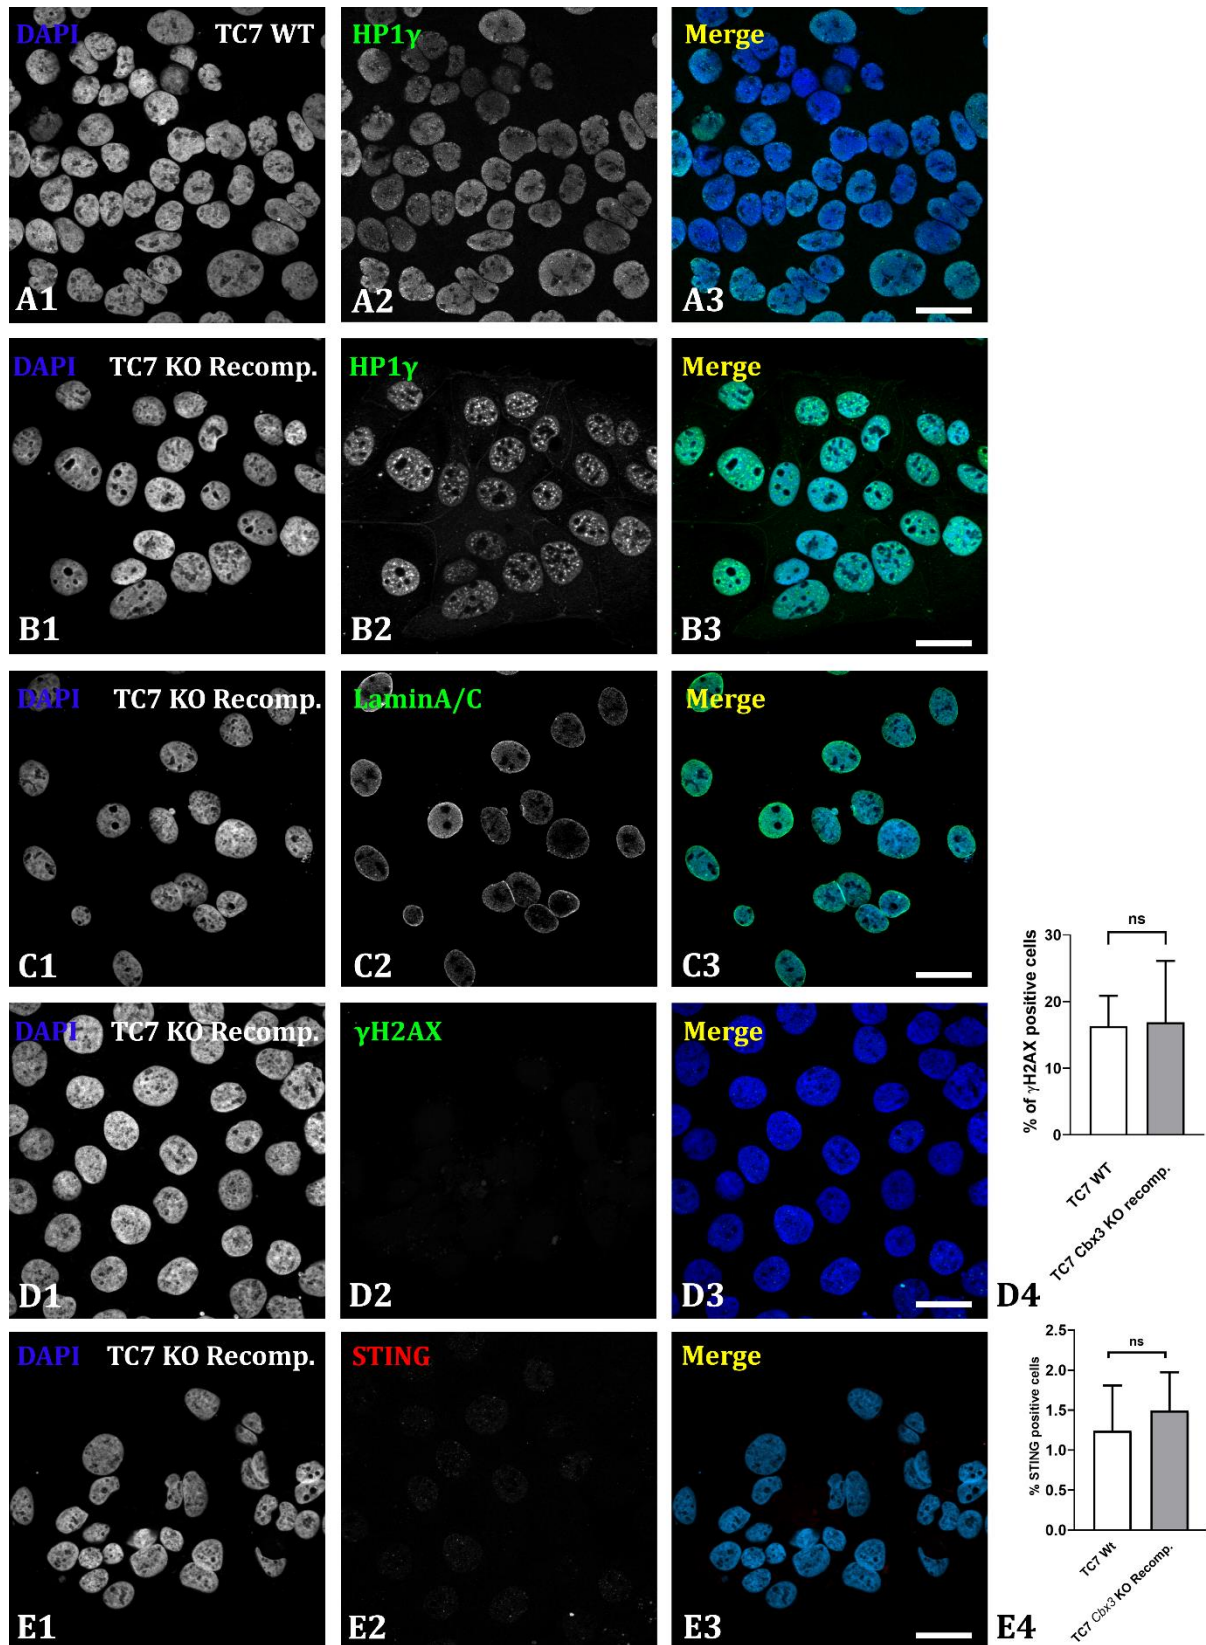 DAPI TC7 WT HP1γ Merge
A1 A2 A3
DAPI TC7 KO Recomp. HP1γ Merge
B1 B2 B3
DAPI TC7 KO Recomp. LaminA/C Merge
C1 C2 C3
DAPI TC7 KO Recomp. γH2AX Merge
D1 D2 D3 D4
% of γH2AX positive cells
30
20
10
0
ns
TC7 WT
TC7 Cbx3 KO recomp.
DAPI TC7 KO Recomp. STING Merge
E1 E2 E3 E4
% STING positive cells
2.5
2.0
1.5
1.0
0.5
0.0
ns
TC7 Wt
TC7 Cbx3 KO Recomp.